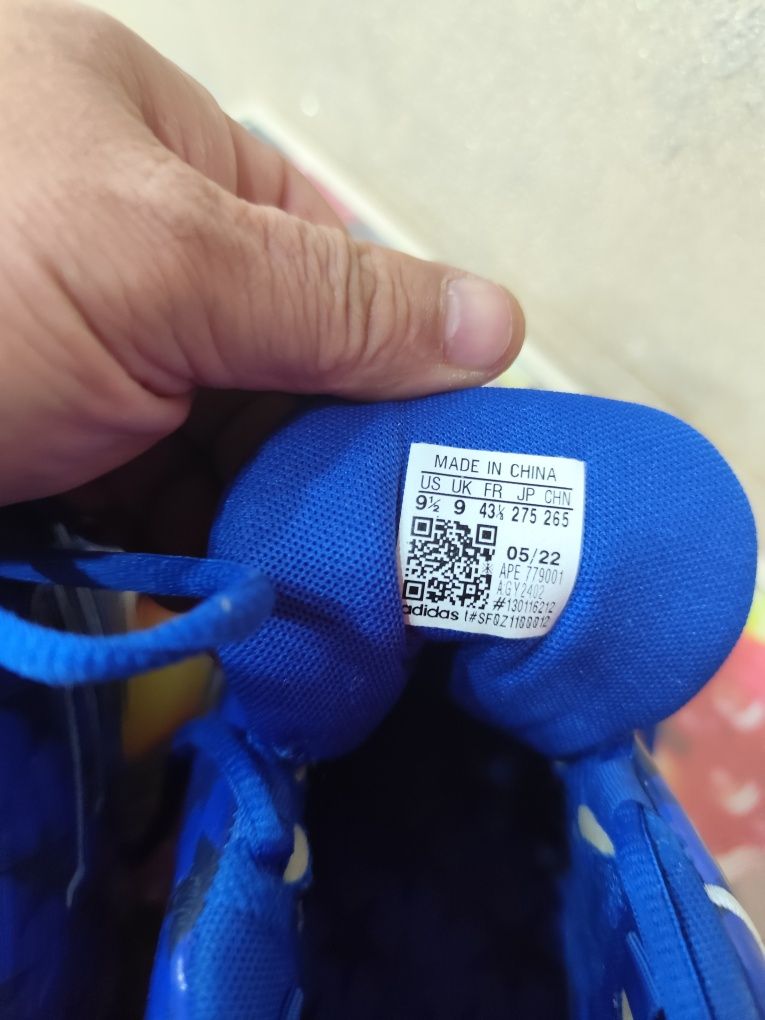 MADE IN CHINA
US UK FR JP CHN
9½ 9 43⅓ 275 265
05/22
APE 779001
A GY2402
#130116212
adidas